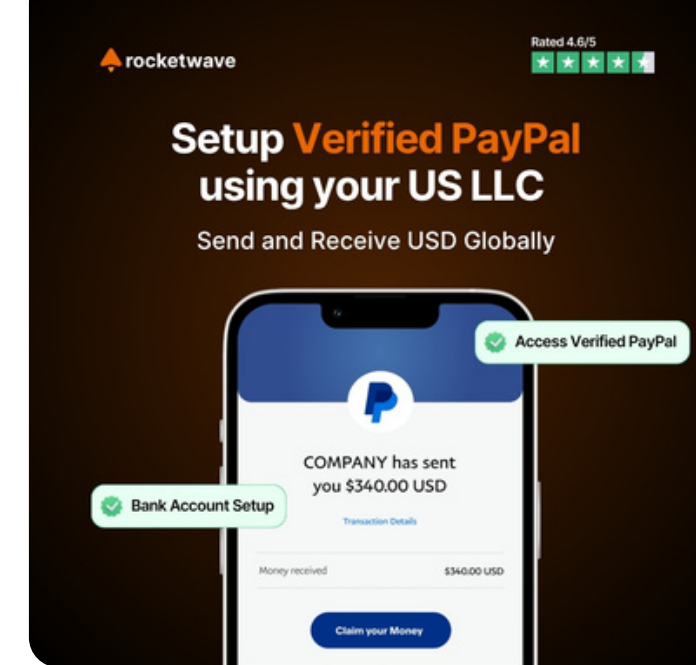 rocketwave
Rated 4.6/5
Setup Verified PayPal
using your US LLC
Send and Receive USD Globally
Access Verified PayPal
COMPANY has sent
you $340.00 USD
Bank Account Setup
Transaction Details
Money received $340.00 USD
Claim your Money